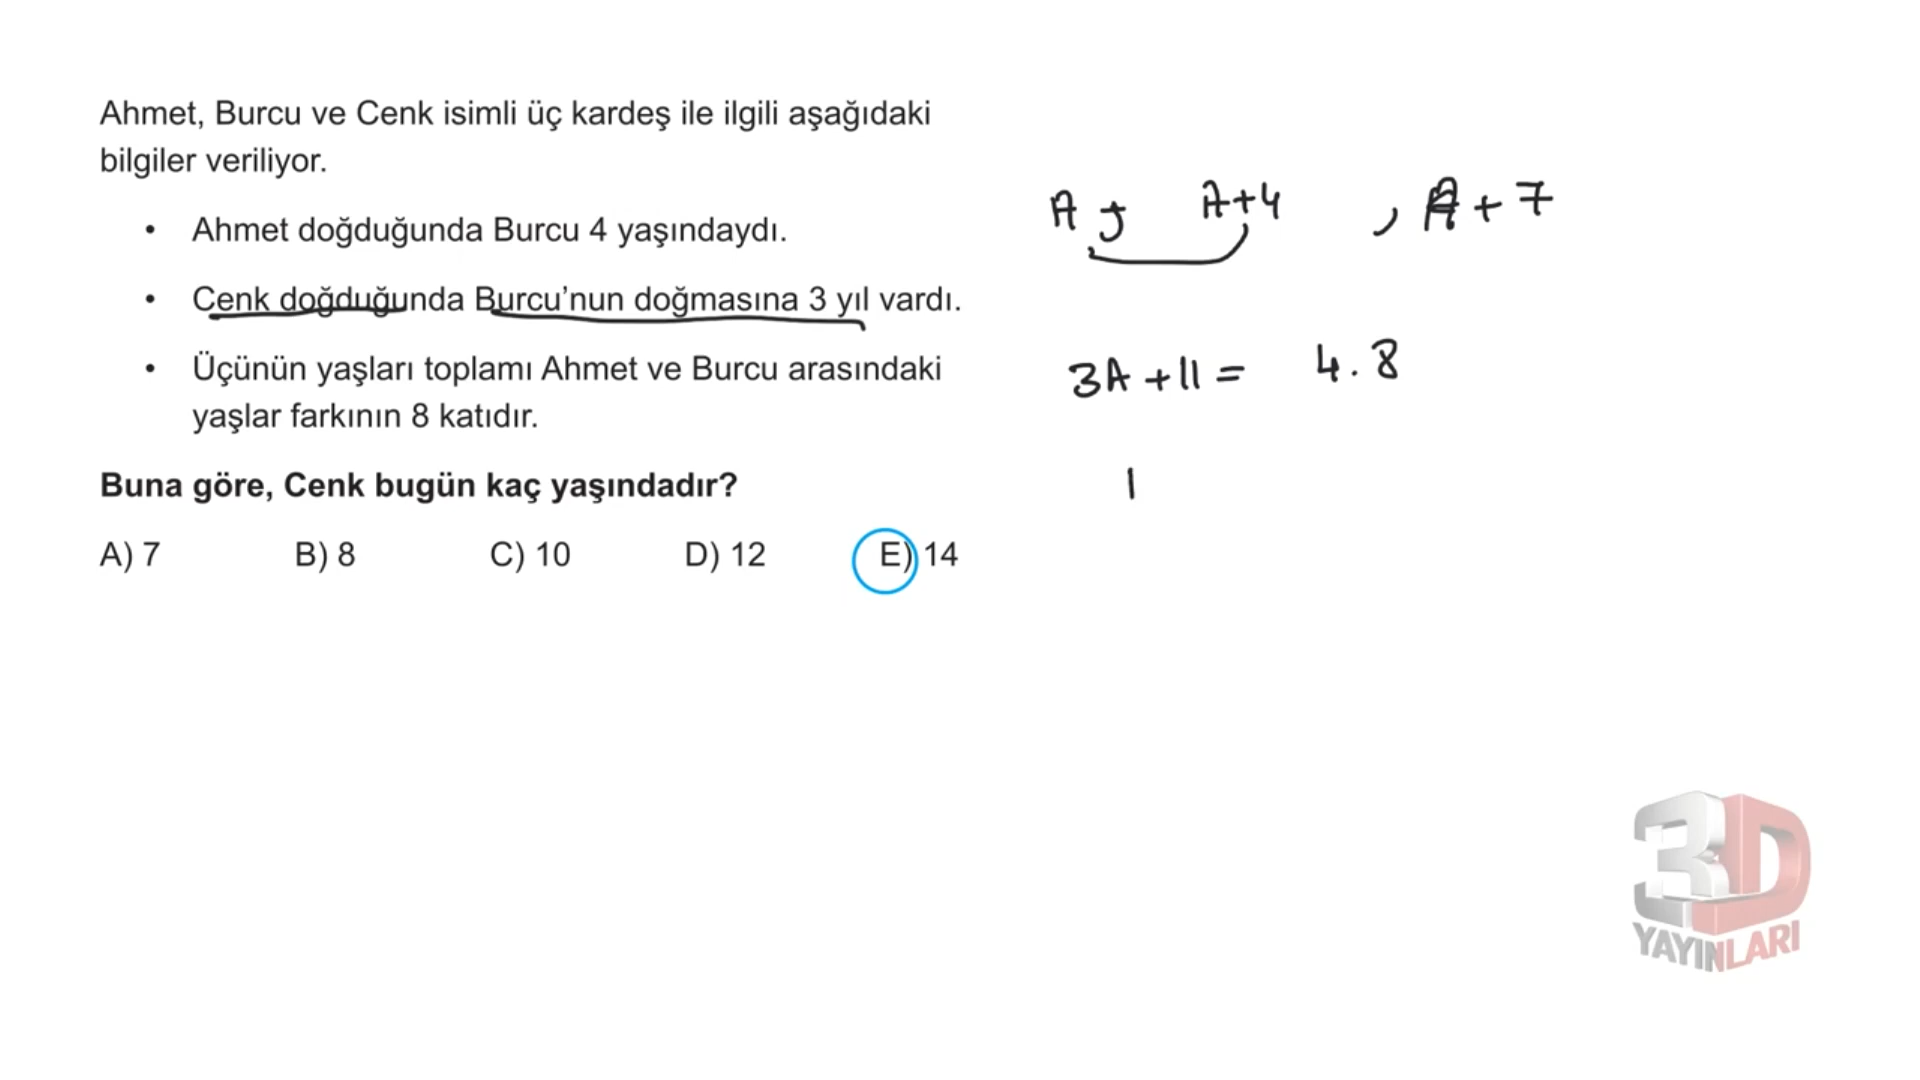 Ahmet, Burcu ve Cenk isimli üç kardeş ile ilgili aşağıdaki
bilgiler veriliyor.
• Ahmet doğduğunda Burcu 4 yaşındaydı.
• Cenk doğduğunda Burcu’nun doğmasına 3 yıl vardı.
• Üçünün yaşları toplamı Ahmet ve Burcu arasındaki
yaşlar farkının 8 katıdır.
Buna göre, Cenk bugün kaç yaşındadır?
A) 7 B) 8 C) 10 D) 12 E) 14
A , A+4 , A+7
3A+11 = 4.8
3D
YAYINLARI